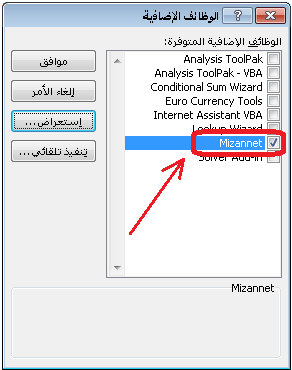 الوظائف الإضافية
الوظائف الإضافية المتوفرة:
Analysis ToolPak
Analysis ToolPak - VBA
Conditional Sum Wizard
Euro Currency Tools
Internet Assistant VBA
Lookup Wizard
Mizannet
Solver Add-in
موافق
إلغاء الأمر
إستعراض...
تنفيذ تلقائي...
Mizannet